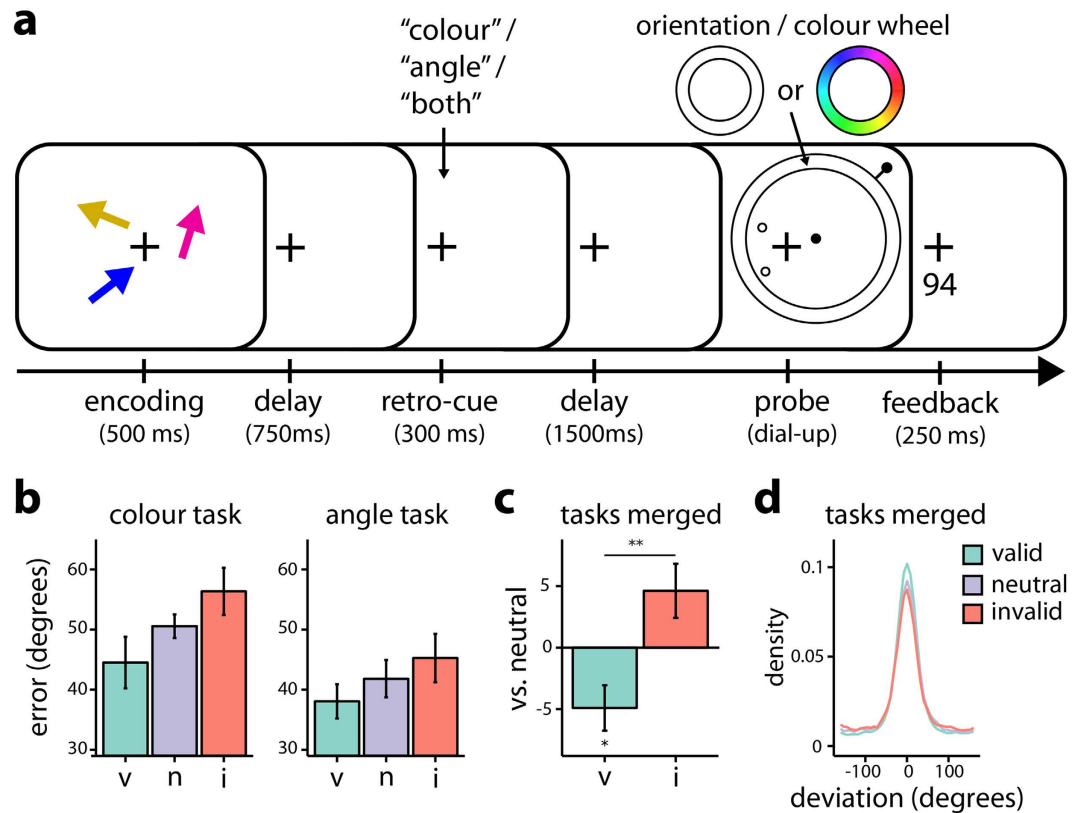 a
“colour” /
“angle” /
“both”
orientation / colour wheel
or
94
encoding
(500 ms)
delay
(750ms)
retro-cue
(300 ms)
delay
(1500ms)
probe
(dial-up)
feedback
(250 ms)
b
colour task
angle task
error (degrees)
60
50
40
30
v
n
i
60
50
40
30
v
n
i
c
tasks merged
vs. neutral
**
5
0
-5
*
v
i
d
tasks merged
valid
neutral
invalid
density
0.1
0.05
0
-100
0
100
deviation (degrees)